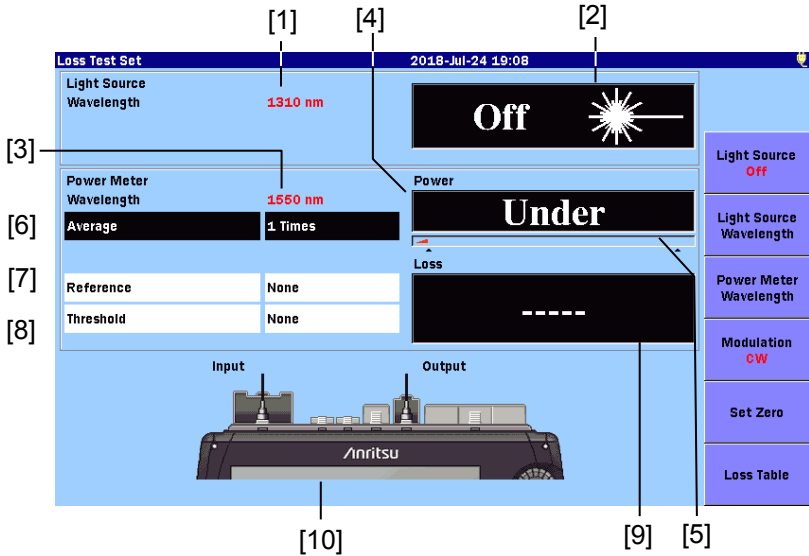 [1]
[4]
[2]
Loss Test Set
2018-Jul-24 19:08
Light Source
Wavelength
1310 nm
Off
[3]
Power Meter
Wavelength
1550 nm
Power
Under
[6]
Average
1 Times
Loss
-----
[7]
Reference
None
[8]
Threshold
None
Light Source
Off
Light Source
Wavelength
Power Meter
Wavelength
Modulation
CW
Set Zero
Loss Table
Input
Output
Anritsu
[10]
[9]
[5]